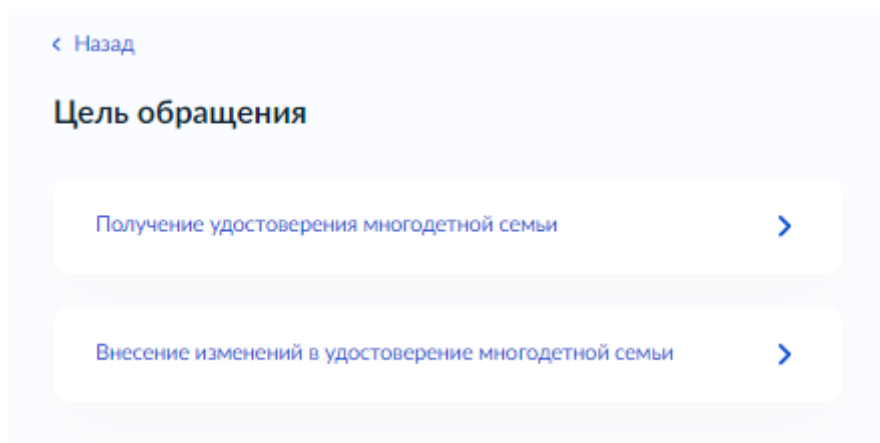 Назад
Цель обращения
Получение удостоверения многодетной семьи
Внесение изменений в удостоверение многодетной семьи